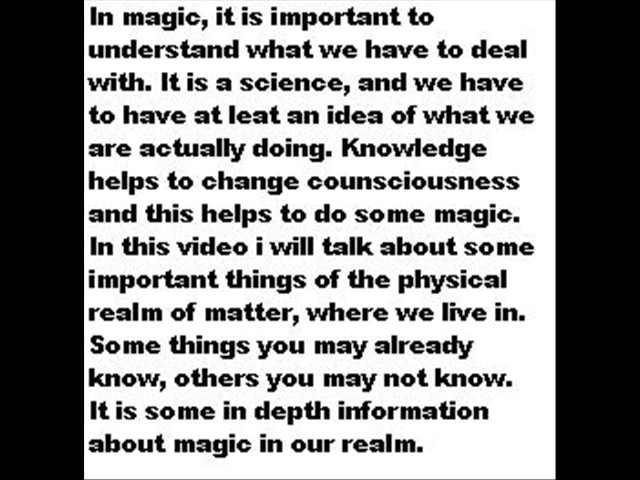 In magic, it is important to
understand what we have to deal
with. It is a science, and we have
to have at leat an idea of what we
are actually doing. Knowledge
helps to change counsciousness
and this helps to do some magic.
In this video i will talk about some
important things of the physical
realm of matter, where we live in.
Some things you may already
know, others you may not know.
It is some in depth information
about magic in our realm.